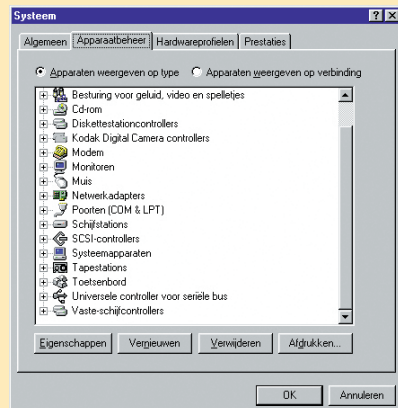 Systeem
Algemeen Apparaatbeheer Hardwareprofielen Prestaties
Apparaten weergeven op type Apparaten weergeven op verbinding
Besturing voor geluid, video en spelletjes
Cd-rom
Diskettestationcontrollers
Kodak Digital Camera controllers
Modem
Monitoren
Muis
Netwerkadapters
Poorten (COM & LPT)
Schijfstations
SCSI-controllers
Systeemapparaten
Tapestations
Toetsenbord
Universele controller voor seriële bus
Vaste-schijfcontrollers
Eigenschappen Vernieuwen Verwijderen Afdrukken...
OK Annuleren